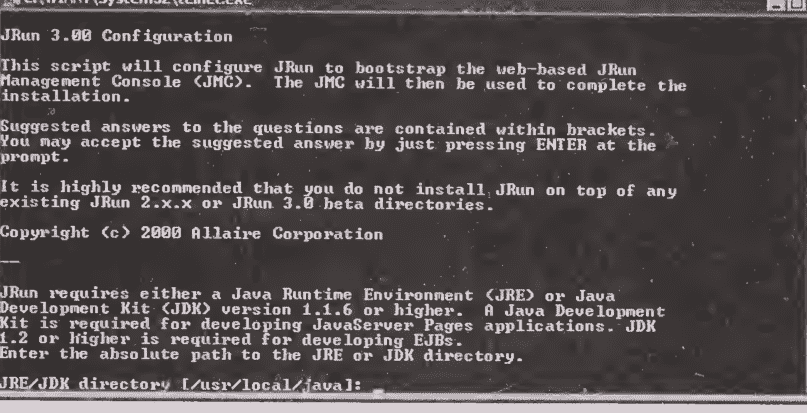 JRun 3.00 Configuration
This script will configure JRun to bootstrap the web-based JRun
Management Console (JMC).  The JMC will then be used to complete the
installation.
Suggested answers to the questions are contained within brackets.
You may accept the suggested answer by just pressing ENTER at the
prompt.
It is highly recommended that you do not install JRun on top of any
existing JRun 2.x.x or JRun 3.0 beta directories.
Copyright (c) 2000 Allaire Corporation
--
JRun requires either a Java Runtime Environment (JRE) or Java
Development Kit (JDK) version 1.1.6 or higher.  A Java Development
Kit is required for developing JavaServer Pages applications. JDK
1.2 or higher is required for developing EJBs.
Enter the absolute path to the JRE or JDK directory.
JRE/JDK directory [/usr/local/java]: